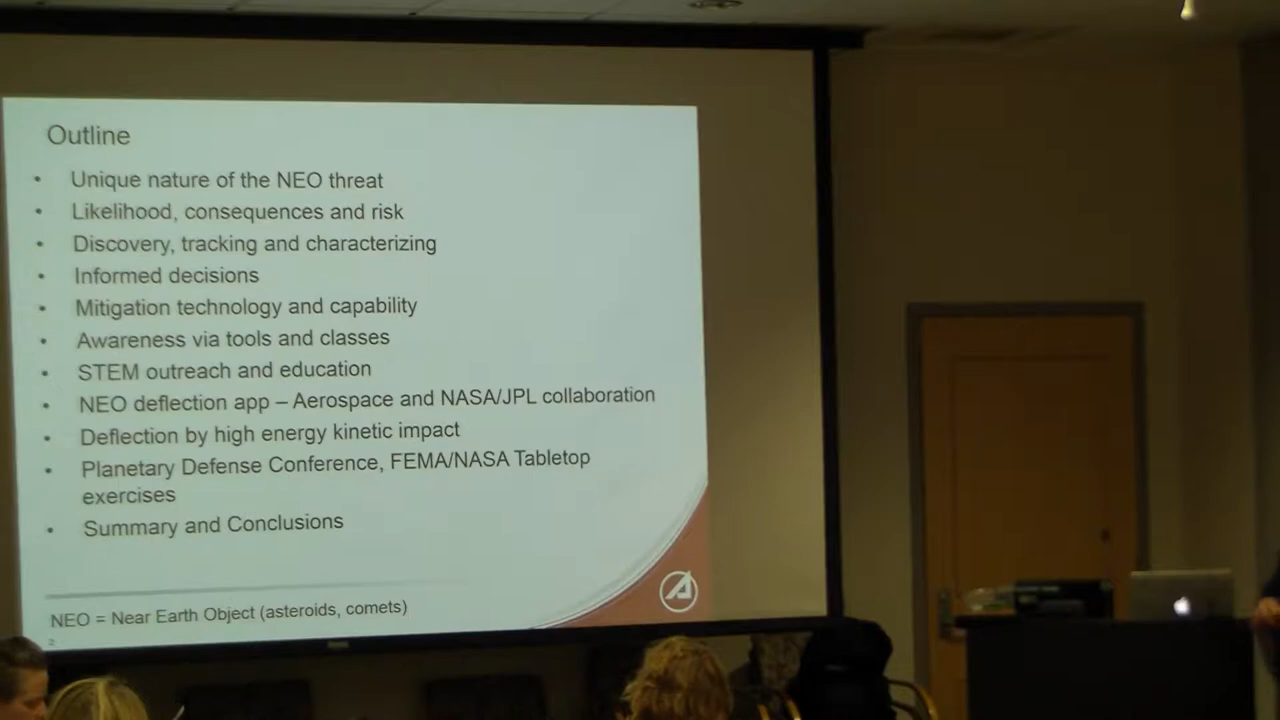 Outline
• Unique nature of the NEO threat
• Likelihood, consequences and risk
• Discovery, tracking and characterizing
• Informed decisions
• Mitigation technology and capability
• Awareness via tools and classes
• STEM outreach and education
• NEO deflection app – Aerospace and NASA/JPL collaboration
• Deflection by high energy kinetic impact
• Planetary Defense Conference, FEMA/NASA Tabletop
exercises
• Summary and Conclusions
NEO = Near Earth Object (asteroids, comets)
2